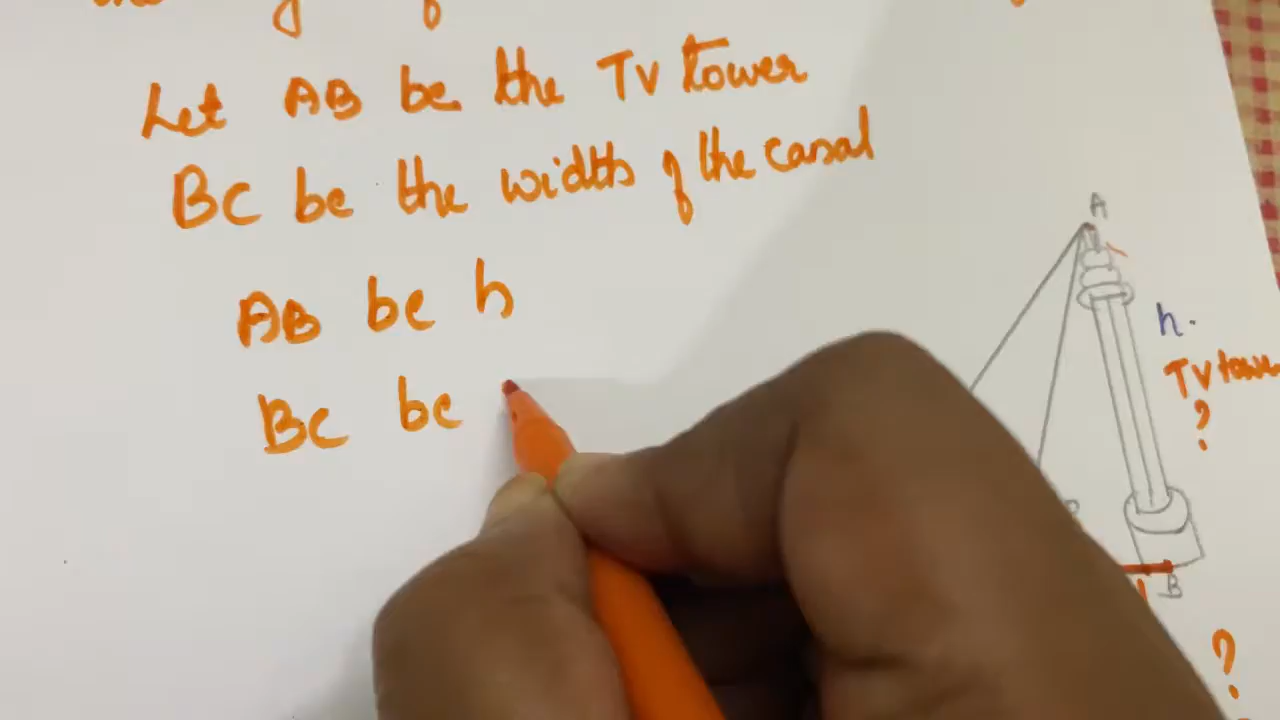 Let AB be the TV tower
BC be the width of the canal
AB be h
BC be
A
h.
TV tower
?
B
?